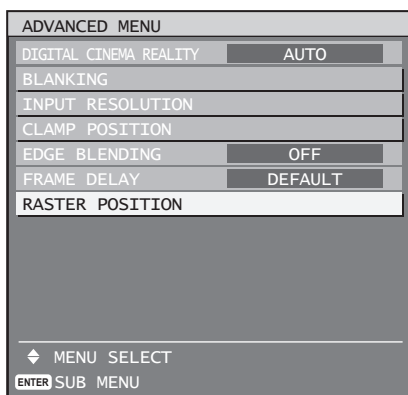 ADVANCED MENU
DIGITAL CINEMA REALITY AUTO
BLANKING
INPUT RESOLUTION
CLAMP POSITION
EDGE BLENDING OFF
FRAME DELAY DEFAULT
RASTER POSITION
MENU SELECT
ENTER SUB MENU